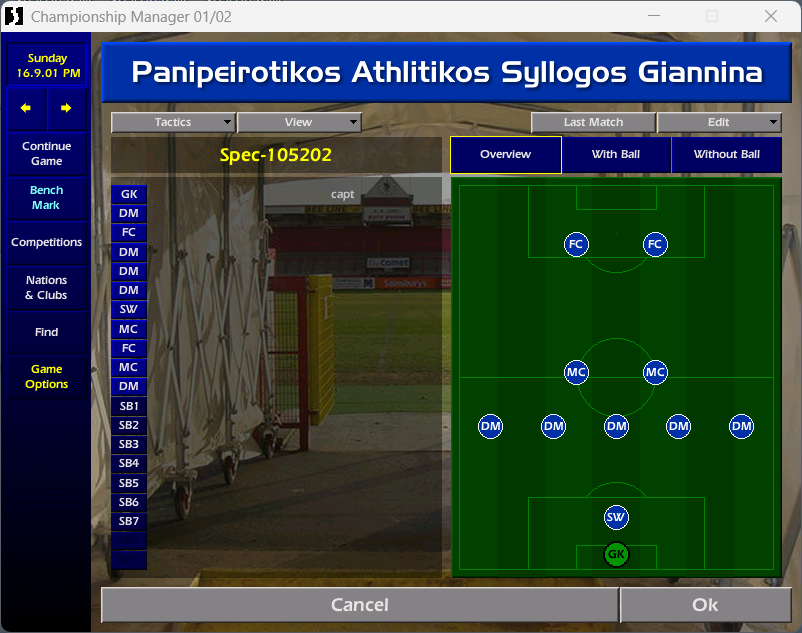 Championship Manager 01/02
Sunday
16.9.01 PM
Panipeirotikos Athlitikos Syllogos Giannina
Continue
Game
Bench
Mark
Competitions
Nations
& Clubs
Find
Game
Options
Tactics
View
Last Match
Edit
Spec-105202
Overview
With Ball
Without Ball
GK
capt
DM
FC
DM
DM
DM
SW
MC
FC
MC
DM
SB1
SB2
SB3
SB4
SB5
SB6
SB7
Comet
Sainsbury's
FC FC
MC MC
DM DM DM DM DM
SW
GK
Cancel
Ok